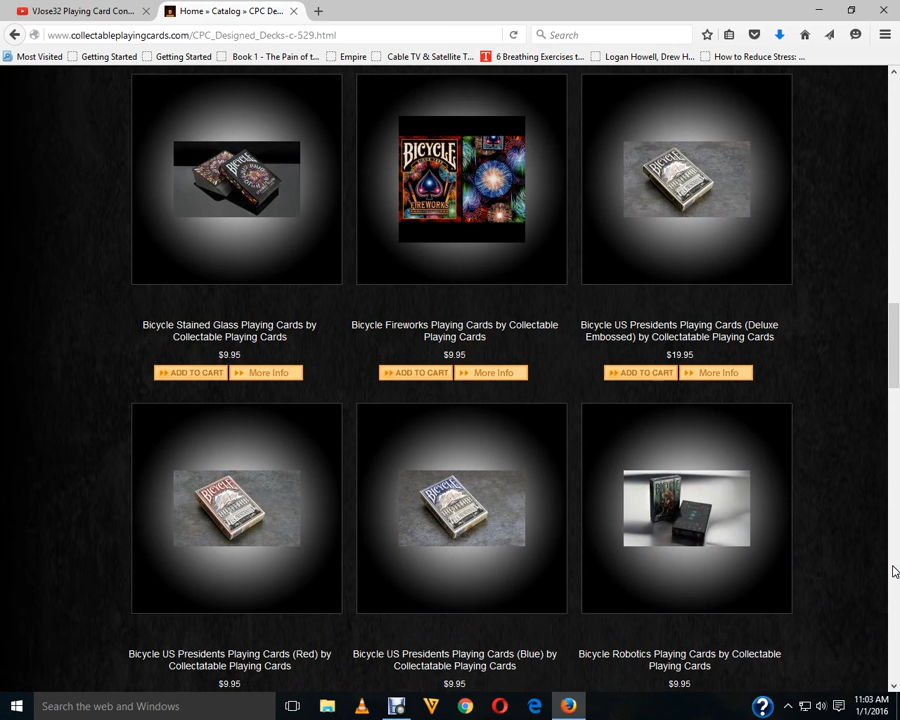 VJose32 Playing Card Con...
Home » Catalog » CPC De...
www.collectableplayingcards.com/CPC_Designed_Decks-c-529.html
Search
Most Visited
Getting Started
Getting Started
Book 1 - The Pain of t...
Empire
Cable TV & Satellite T...
6 Breathing Exercises t...
Logan Howell, Drew H...
How to Reduce Stress: ...
BICYCLE
BICYCLE
FIREWORKS
BICYCLE
Bicycle Stained Glass Playing Cards by
Collectable Playing Cards
$9.95
ADD TO CART
More Info
Bicycle Fireworks Playing Cards by Collectable
Playing Cards
$9.95
ADD TO CART
More Info
Bicycle US Presidents Playing Cards (Deluxe
Embossed) by Collectatable Playing Cards
$19.95
ADD TO CART
More Info
BICYCLE
BICYCLE
Bicycle US Presidents Playing Cards (Red) by
Collectatable Playing Cards
$9.95
Bicycle US Presidents Playing Cards (Blue) by
Collectatable Playing Cards
$9.95
Bicycle Robotics Playing Cards by Collectable
Playing Cards
$9.95
Search the web and Windows
11:03 AM
1/1/2016